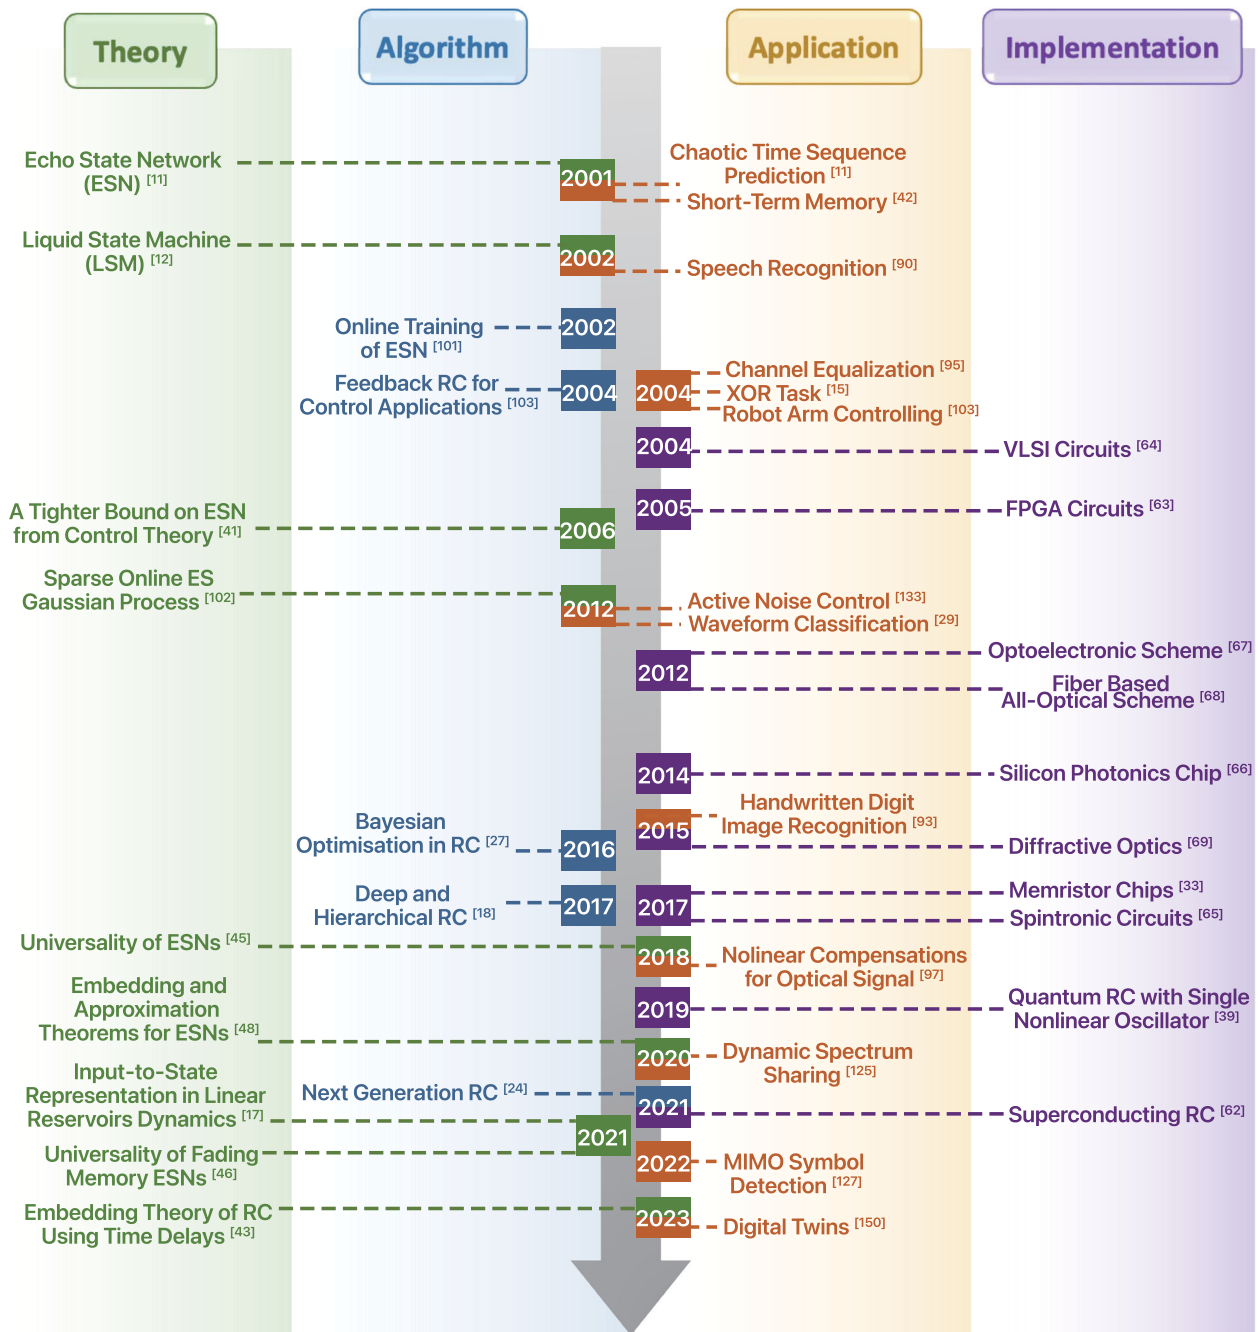 Theory
Algorithm
Application
Implementation
Echo State Network
(ESN) [11]
2001
Chaotic Time Sequence
Prediction [11]
Short-Term Memory [42]
Liquid State Machine
(LSM) [12]
2002
Speech Recognition [90]
Online Training
of ESN [101]
2002
Feedback RC for
Control Applications [103]
2004
2004
Channel Equalization [95]
XOR Task [15]
Robot Arm Controlling [103]
2004
VLSI Circuits [64]
2005
FPGA Circuits [63]
A Tighter Bound on ESN
from Control Theory [41]
2006
Sparse Online ES
Gaussian Process [102]
2012
Active Noise Control [133]
Waveform Classification [29]
2012
Optoelectronic Scheme [67]
Fiber Based
All-Optical Scheme [68]
2014
Silicon Photonics Chip [66]
2015
Handwritten Digit
Image Recognition [93]
Diffractive Optics [69]
Bayesian
Optimisation in RC [27]
2016
Deep and
Hierarchical RC [18]
2017
2017
Memristor Chips [33]
Spintronic Circuits [65]
Universality of ESNs [45]
2018
Nolinear Compensations
for Optical Signal [97]
2019
Quantum RC with Single
Nonlinear Oscillator [39]
Embedding and
Approximation
Theorems for ESNs [48]
2020
Dynamic Spectrum
Sharing [125]
Next Generation RC [24]
2021
Superconducting RC [62]
Input-to-State
Representation in Linear
Reservoirs Dynamics [17]
2021
Universality of Fading
Memory ESNs [46]
2022
MIMO Symbol
Detection [127]
Embedding Theory of RC
Using Time Delays [43]
2023
Digital Twins [150]